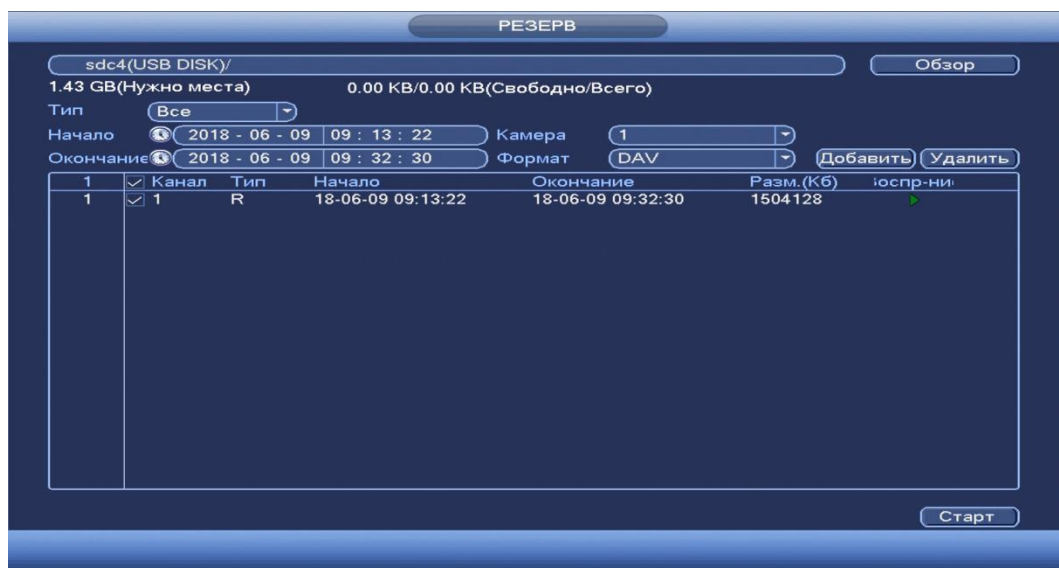 РЕЗЕРВ
sdc4(USB DISK)/ Обзор
1.43 GB(Нужно места) 0.00 KB/0.00 KB(Свободно/Всего)
Тип Все
Начало 2018 - 06 - 09 09 : 13 : 22 Камера 1
Окончание 2018 - 06 - 09 09 : 32 : 30 Формат DAV Добавить Удалить
1 Канал Тип Начало Окончание Разм.(Кб)
1 1 R 18-06-09 09:13:22 18-06-09 09:32:30 1504128
Старт